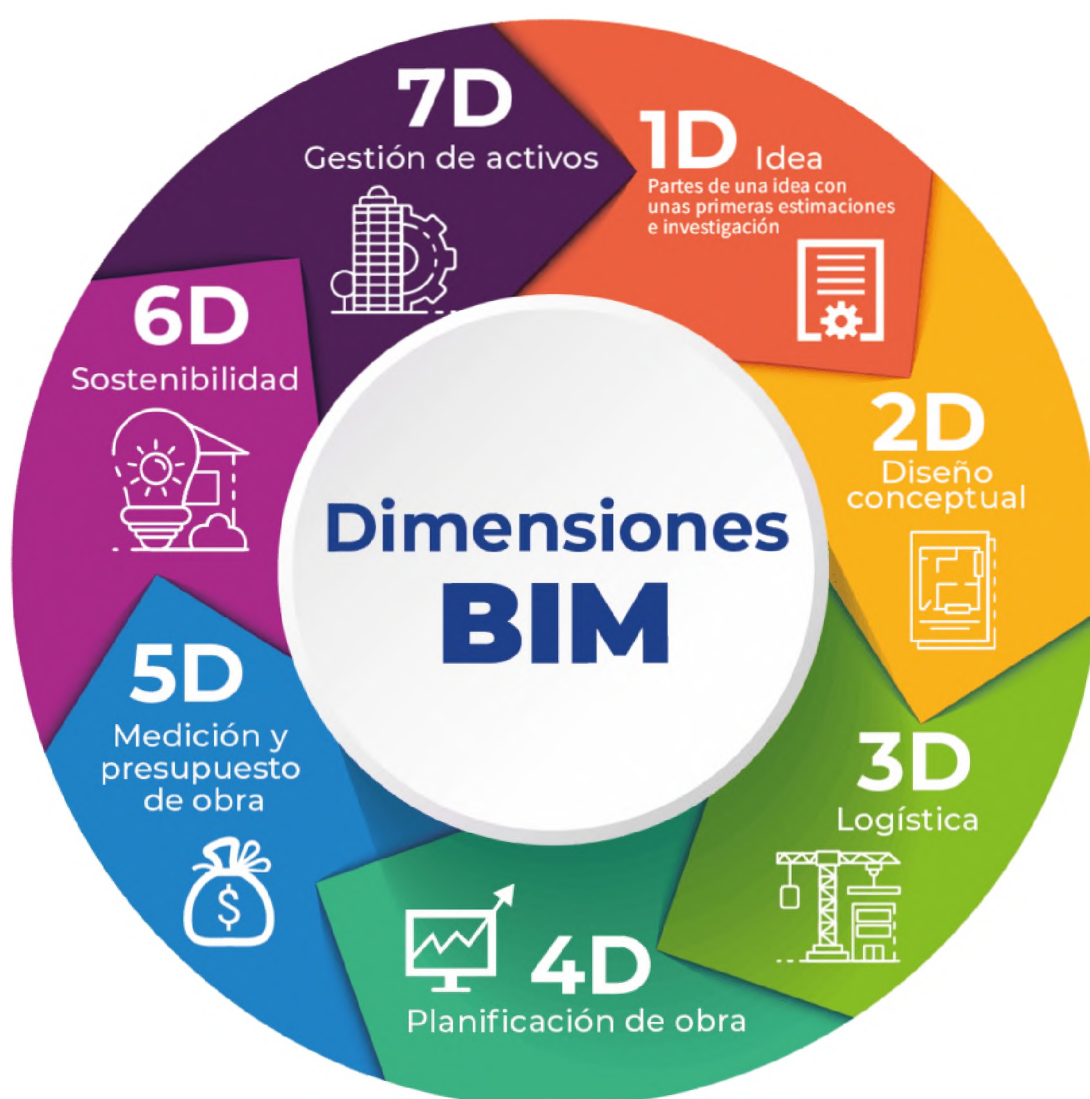 Dimensiones
BIM
1D Idea
Partes de una idea con
unas primeras estimaciones
e investigación
2D
Diseño
conceptual
3D
Logística
4D
Planificación de obra
5D
Medición y
presupuesto
de obra
$
6D
Sostenibilidad
7D
Gestión de activos